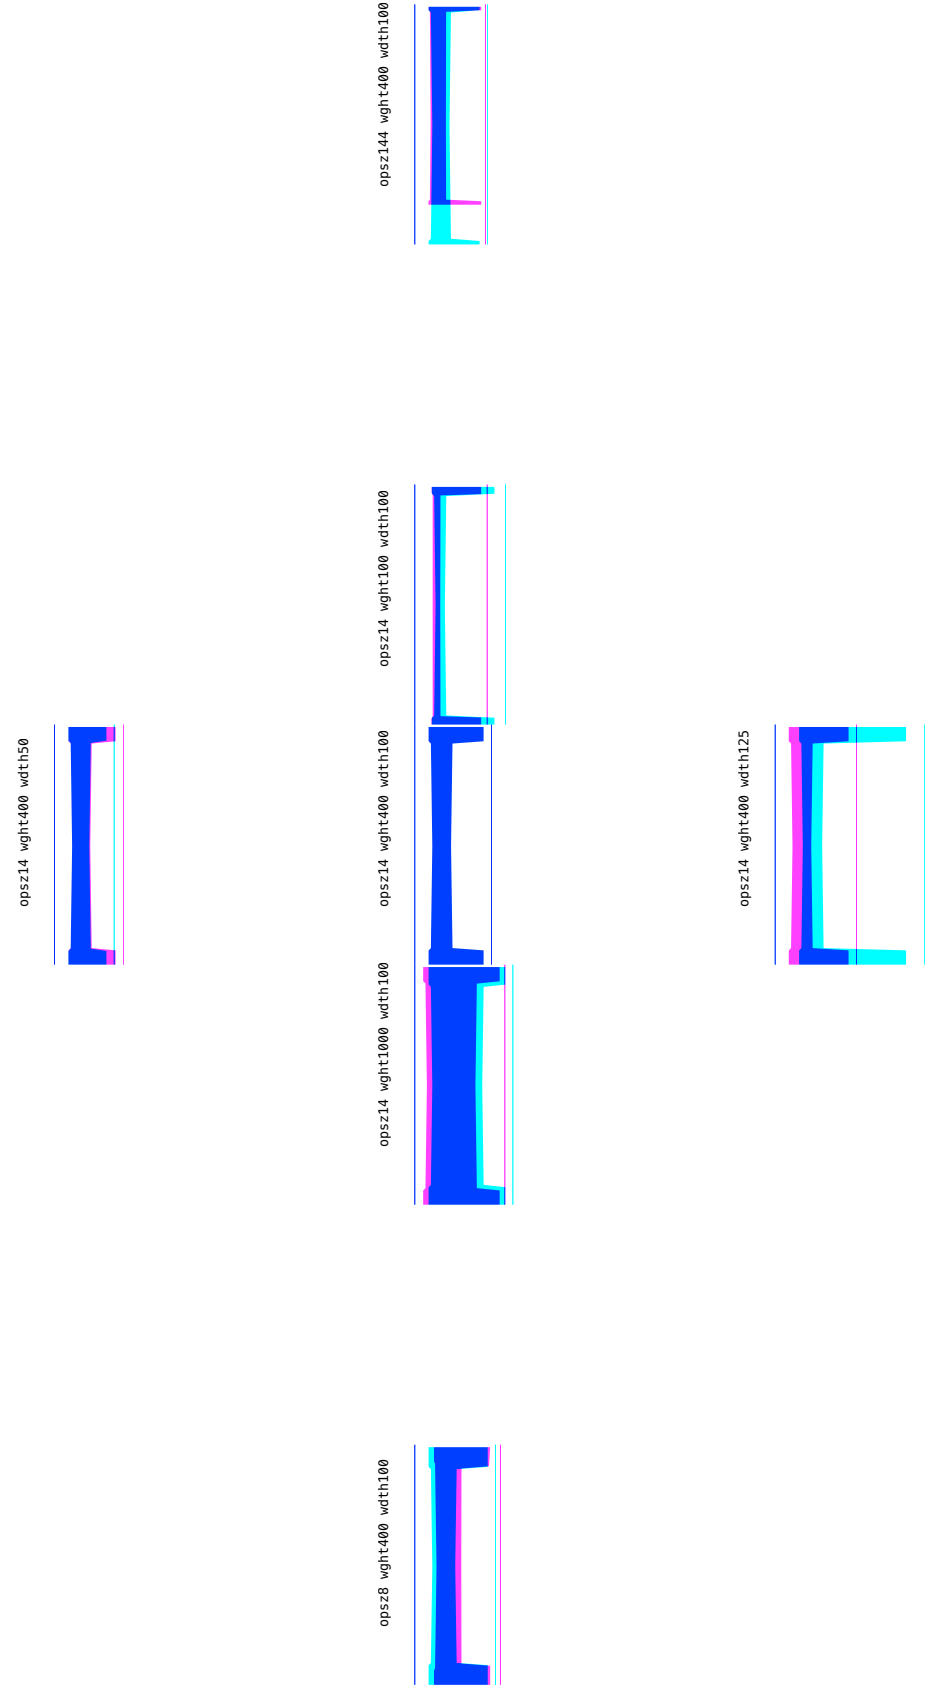 opsz144 wght400 wdth100
opsz14 wght100 wdth100
opsz14 wght400 wdth50
opsz14 wght400 wdth100
opsz14 wght400 wdth125
opsz14 wght1000 wdth100
opsz8 wght400 wdth100